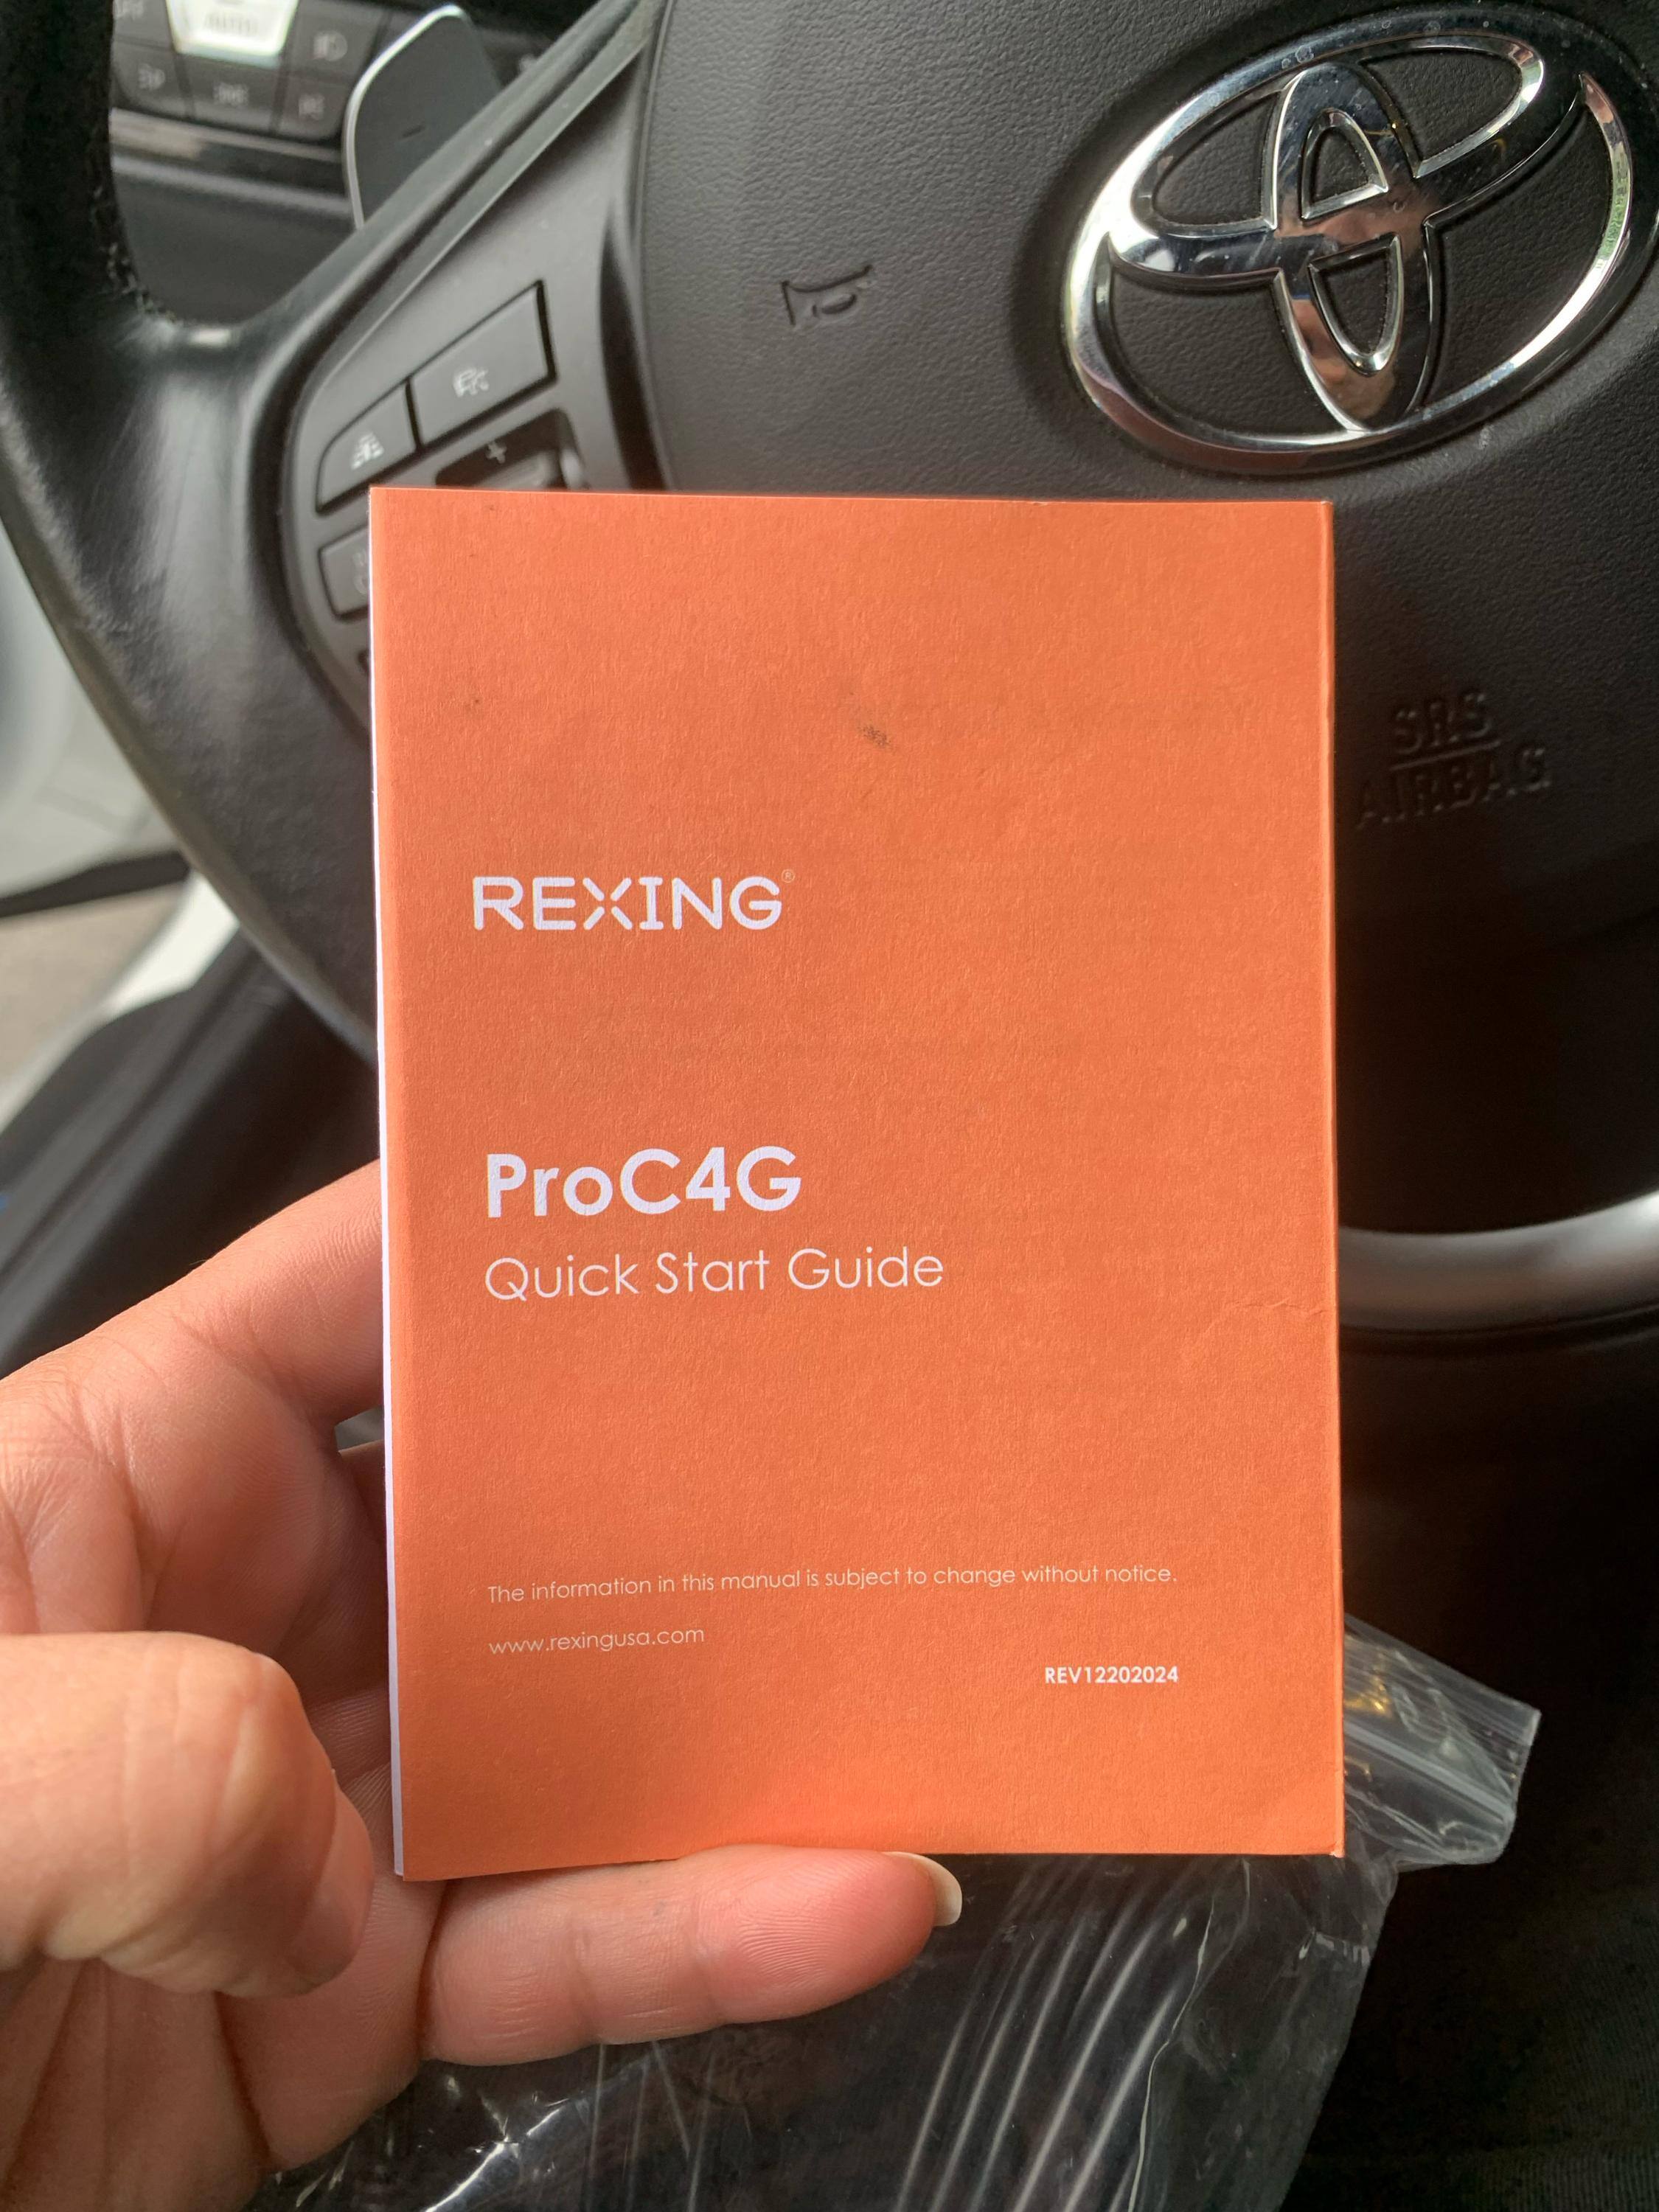 AUTO
SRS
AIRBAG
REXING®
ProC4G
Quick Start Guide
The information in this manual is subject to change without notice.
www.rexingusa.com
REV12202024